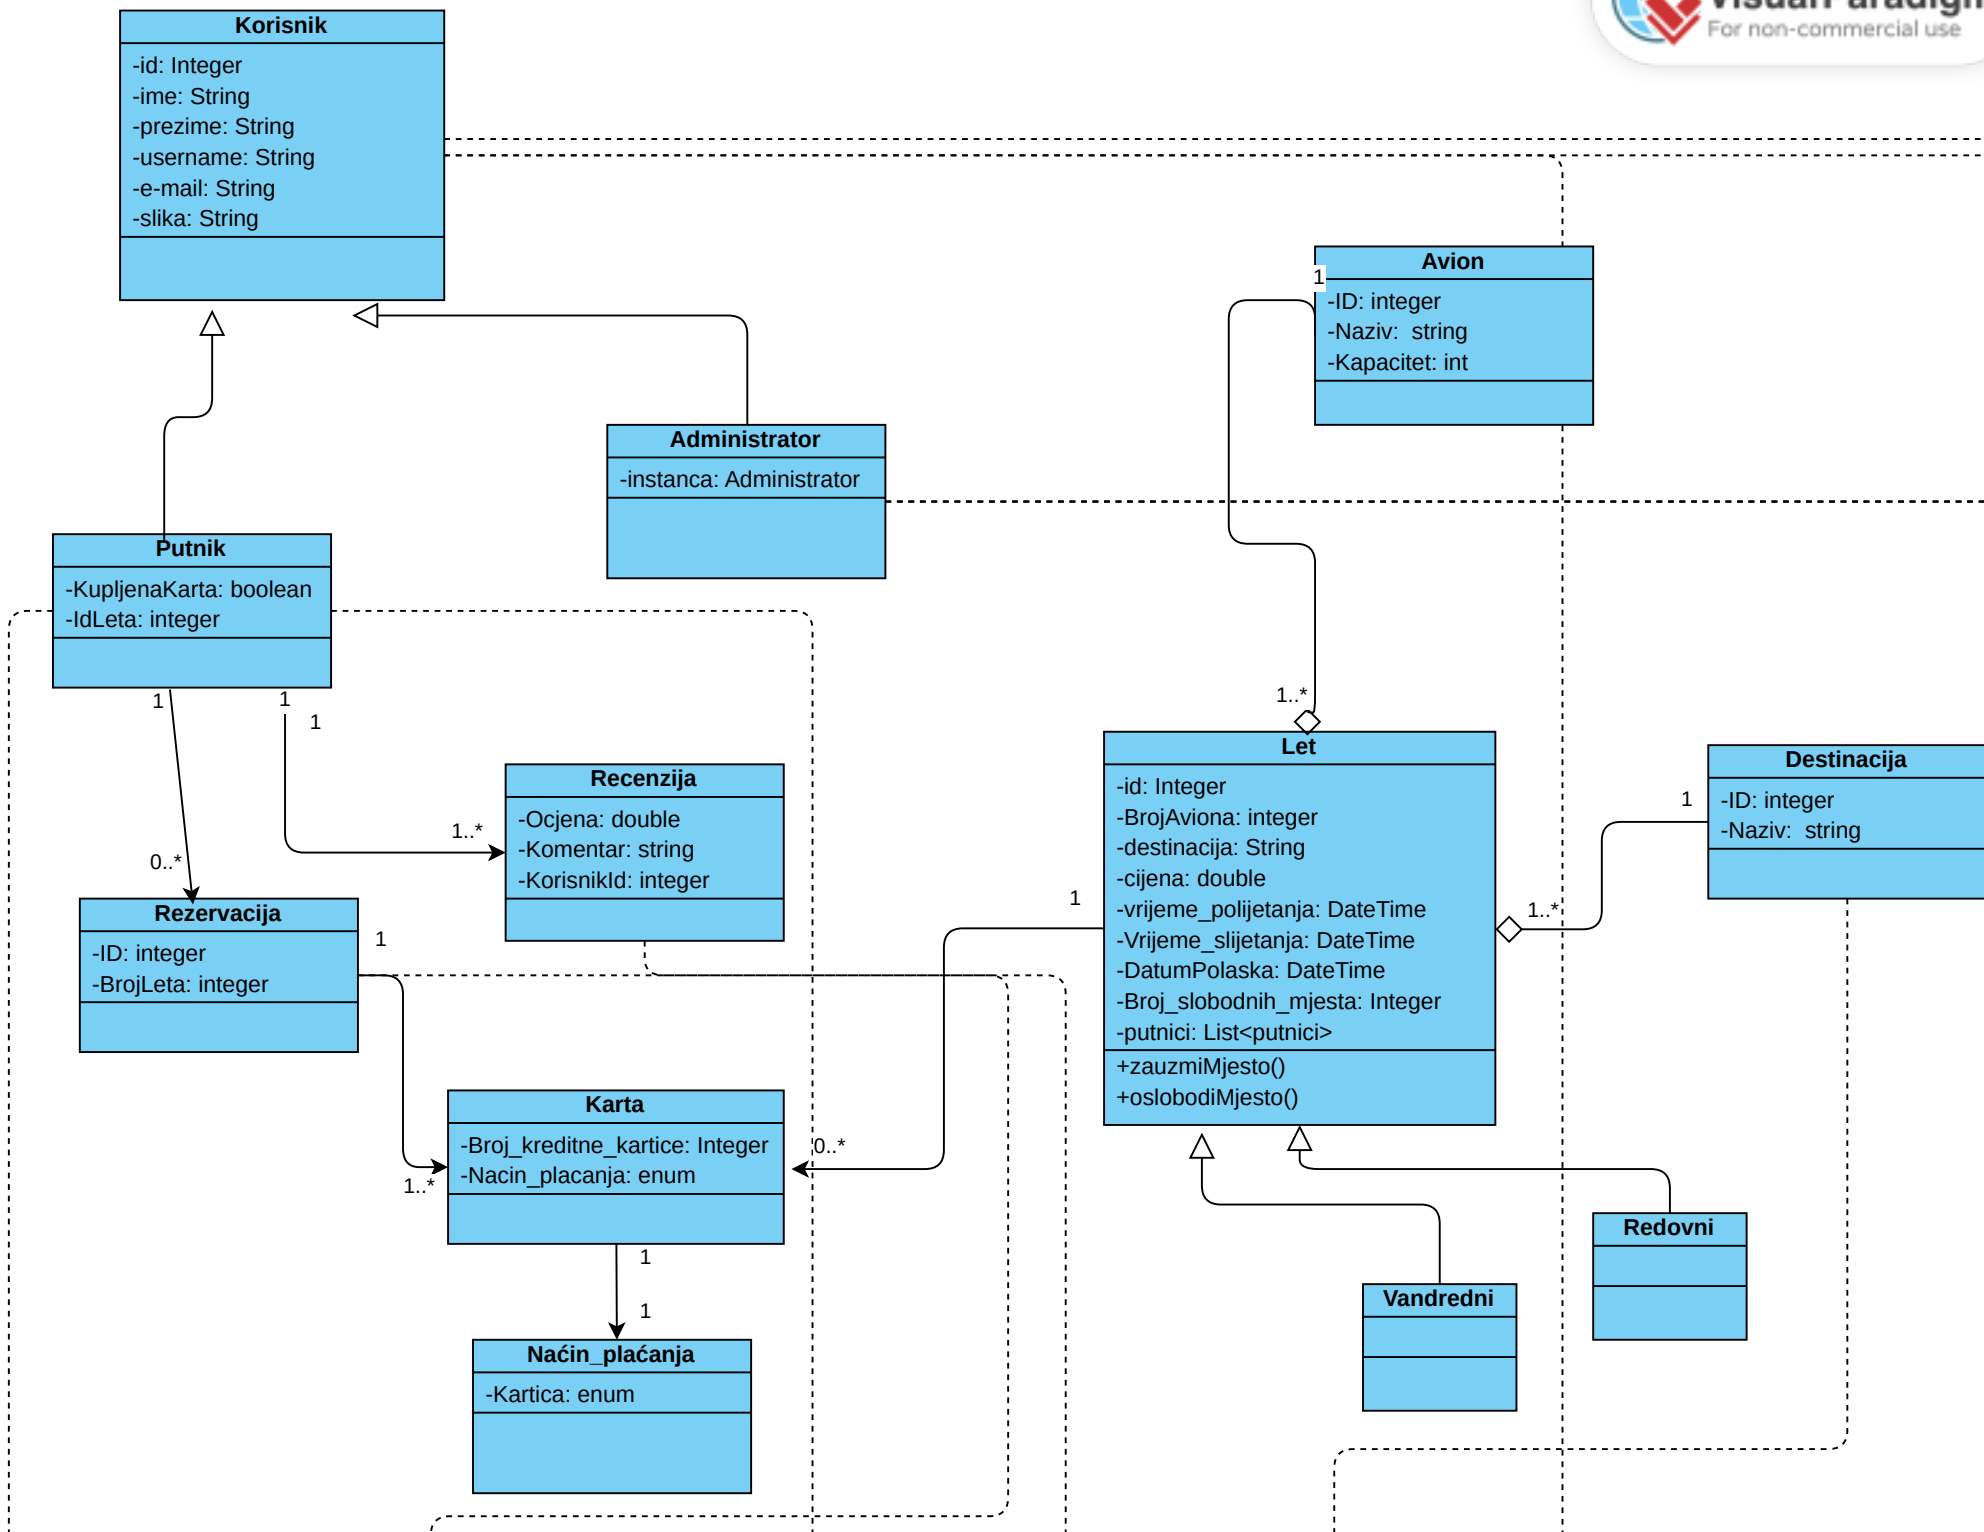 VisualParadigm
For non-commercial use
Korisnik
-id: Integer
-ime: String
-prezime: String
-username: String
-e-mail: String
-slika: String
Avion
1
-ID: integer
-Naziv:  string
-Kapacitet: int
Administrator
-instanca: Administrator
Putnik
-KupljenaKarta: boolean
-IdLeta: integer
1
1
1
1..*
Let
-id: Integer
-BrojAviona: integer
-destinacija: String
-cijena: double
-vrijeme_polijetanja: DateTime
-Vrijeme_slijetanja: DateTime
-DatumPolaska: DateTime
-Broj_slobodnih_mjesta: Integer
-putnici: List<putnici>
+zauzmiMjesto()
+oslobodiMjesto()
Destinacija
-ID: integer
-Naziv:  string
1
1..*
Recenzija
-Ocjena: double
-Komentar: string
-KorisnikId: integer
1..*
0..*
Rezervacija
-ID: integer
-BrojLeta: integer
1
1
Karta
-Broj_kreditne_kartice: Integer
-Nacin_placanja: enum
0..*
1..*
1
1
Naćin_plaćanja
-Kartica: enum
Redovni
Vandredni